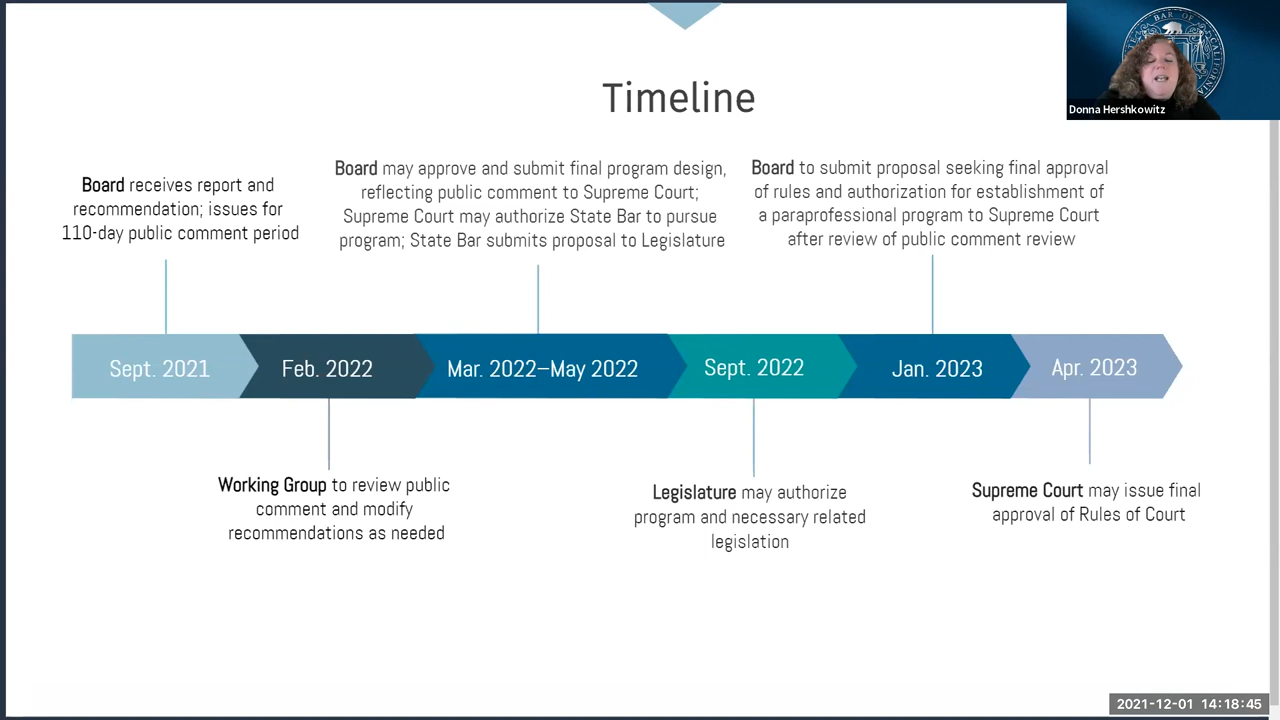 Timeline
Board receives report and
recommendation; issues for
110-day public comment period
Board may approve and submit final program design,
reflecting public comment to Supreme Court;
Supreme Court may authorize State Bar to pursue
program; State Bar submits proposal to Legislature
Board to submit proposal seeking final approval
of rules and authorization for establishment of
a paraprofessional program to Supreme Court
after review of public comment review
Sept. 2021
Feb. 2022
Mar. 2022–May 2022
Sept. 2022
Jan. 2023
Apr. 2023
Working Group to review public
comment and modify
recommendations as needed
Legislature may authorize
program and necessary related
legislation
Supreme Court may issue final
approval of Rules of Court
BAR OF
CALIFORNIA
Donna Hershkowitz
2021-12-01 14:18:45